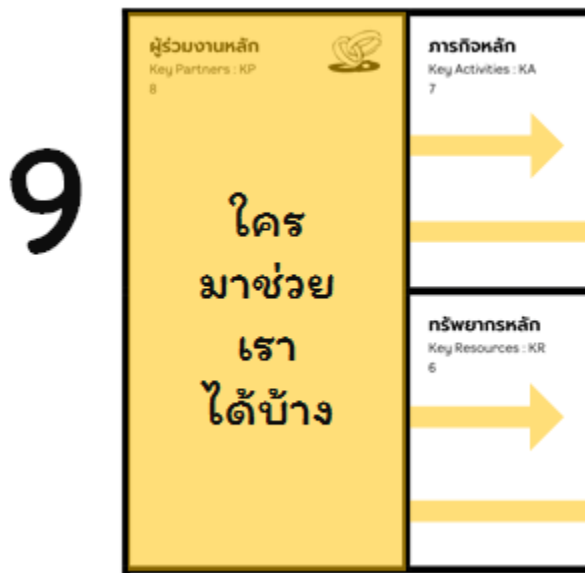 9
ผู้ร่วมงานหลัก
Key Partners : KP
8
ใคร
มาช่วย
เรา
ได้บ้าง
ภารกิจหลัก
Key Activities : KA
7
ทรัพยากรหลัก
Key Resources : KR
6